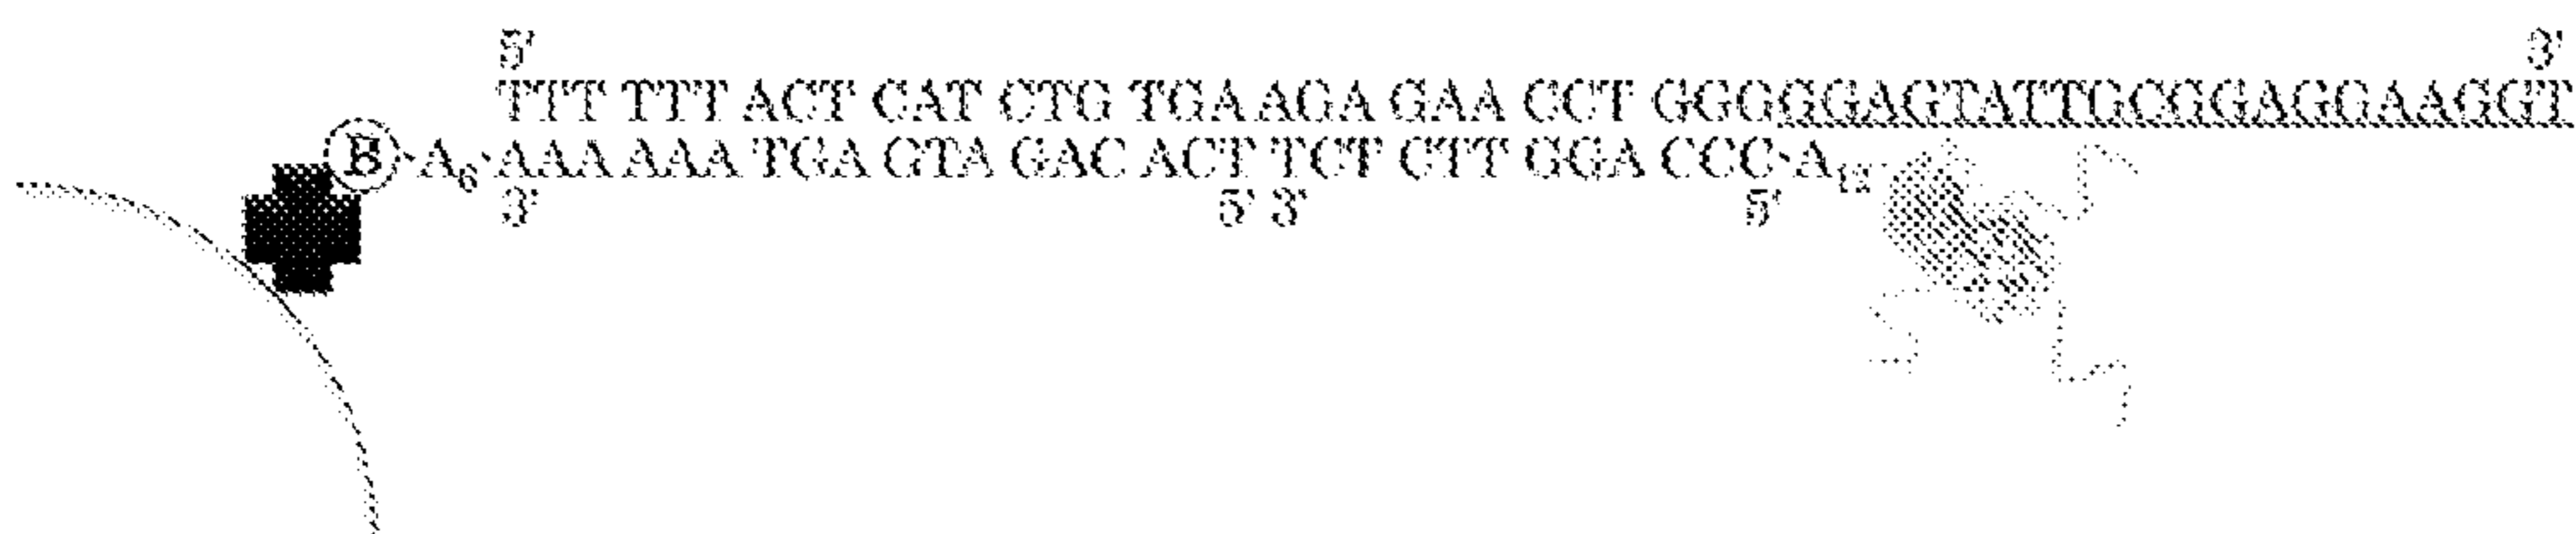 5' 3'
TTT TTT ACT CAT CTG TGA AGA GAA CCT GGGGGAGTATTGCGGAGGAAGGT
B A6 AAA AAA TGA GTA GAC ACT TCT CTT GGA CCC A12
3' 5' 3' 5'